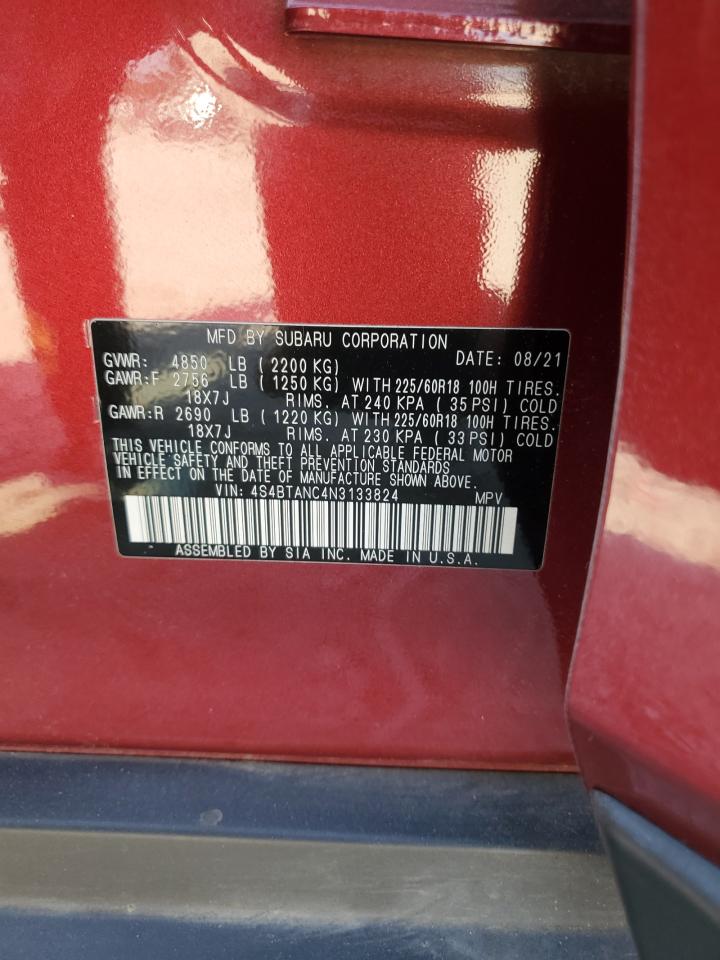 MFD BY SUBARU CORPORATION
GVWR: 4850 LB (2200 KG) DATE: 08/21
GAWR:F 2756 LB (1250 KG) WITH 225/60R18 100H TIRES.
18X7J RIMS. AT 240 KPA (35 PSI) COLD
GAWR:R 2690 LB (1220 KG) WITH 225/60R18 100H TIRES.
18X7J RIMS. AT 230 KPA (33 PSI) COLD
THIS VEHICLE CONFORMS TO ALL APPLICABLE FEDERAL MOTOR
VEHICLE SAFETY AND THEFT PREVENTION STANDARDS
IN EFFECT ON THE DATE OF MANUFACTURE SHOWN ABOVE.
VIN: 4S4BTANC4N3133824 MPV
ASSEMBLED BY SIA INC. MADE IN U.S.A.